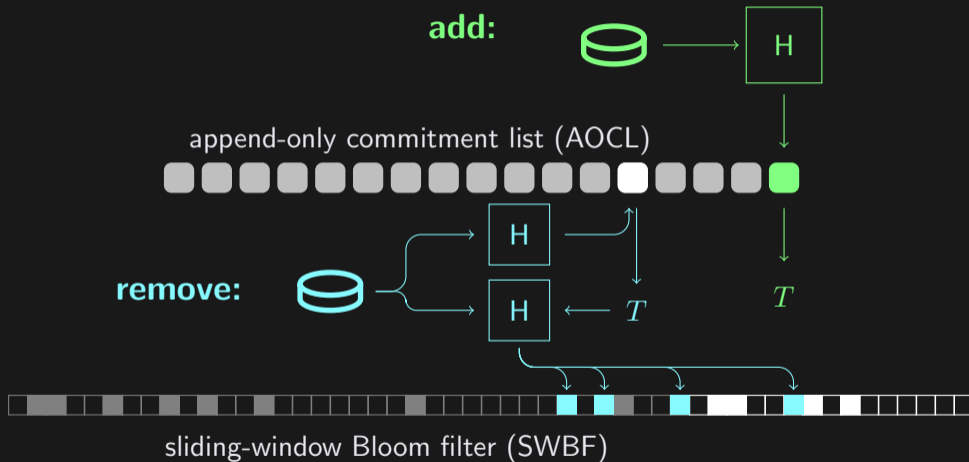 add:
H
append-only commitment list (AOCL)
H
remove:
H
T
T
sliding-window Bloom filter (SWBF)